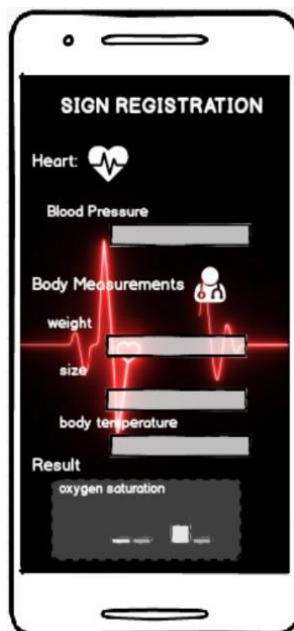 SIGN REGISTRATION
Heart:
Blood Pressure
Body Measurements
weight
size
body temperature
Result
oxygen saturation